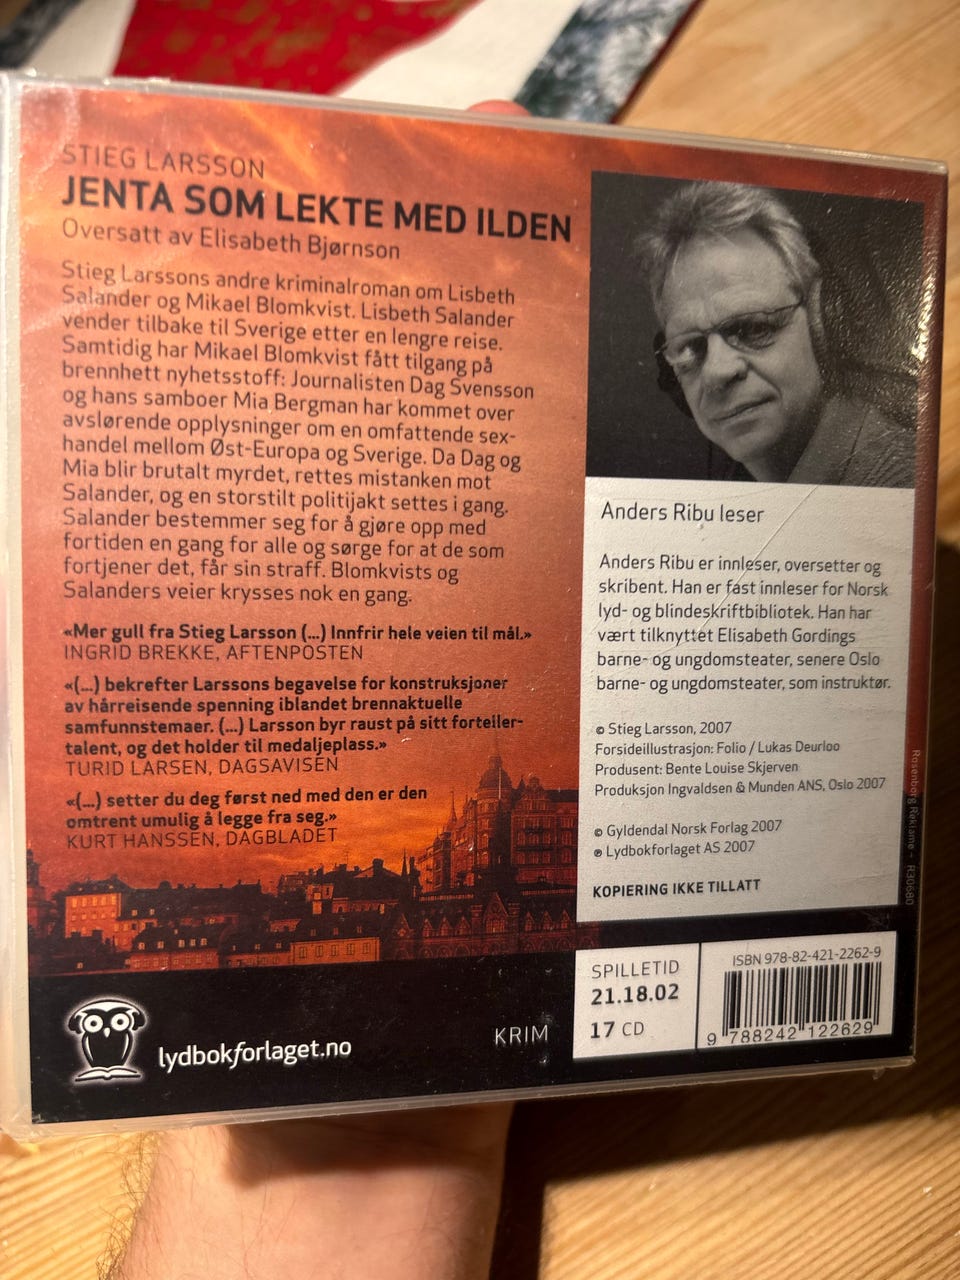 STIEG LARSSON
JENTA SOM LEKTE MED ILDEN
Oversatt av Elisabeth Bjørnson
Stieg Larssons andre kriminalroman om Lisbeth
Salander og Mikael Blomkvist. Lisbeth Salander
vender tilbake til Sverige etter en lengre reise.
Samtidig har Mikael Blomkvist fått tilgang på
brennhett nyhetsstoff: Journalisten Dag Svensson
og hans samboer Mia Bergman har kommet over
avslørende opplysninger om en omfattende sex-
handel mellom Øst-Europa og Sverige. Da Dag og
Mia blir brutalt myrdet, rettes mistanken mot
Salander, og en storstilt politijakt settes i gang.
Salander bestemmer seg for å gjøre opp med
fortiden en gang for alle og sørge for at de som
fortjener det, får sin straff. Blomkvists og
Salanders veier krysses nok en gang.
«Mer gull fra Stieg Larsson (...) Innfrir hele veien til mål.»
INGRID BREKKE, AFTENPOSTEN
«(...) bekrefter Larssons begavelse for konstruksjoner
av hårreisende spenning iblandet brennaktuelle
samfunnstemaer. (...) Larsson byr raust på sitt forteller-
talent, og det holder til medaljeplass.»
TURID LARSEN, DAGSAVISEN
«(...) setter du deg først ned med den er den
omtrent umulig å legge fra seg.»
KURT HANSSEN, DAGBLADET
lydbokforlaget.no
KRIM
Anders Ribu leser
Anders Ribu er innleser, oversetter og
skribent. Han er fast innleser for Norsk
lyd- og blindeskriftbibliotek. Han har
vært tilknyttet Elisabeth Gordings
barne- og ungdomsteater, senere Oslo
barne- og ungdomsteater, som instruktør.
© Stieg Larsson, 2007
Forsideillustrasjon: Folio / Lukas Deurloo
Produsent: Bente Louise Skjerven
Produksjon Ingvaldsen & Munden ANS, Oslo 2007
© Gyldendal Norsk Forlag 2007
℗ Lydbokforlaget AS 2007
KOPIERING IKKE TILLATT
Rosenborg Reklame – R30680
SPILLETID
21.18.02
17 CD
ISBN 978-82-421-2262-9
9 788242 122629